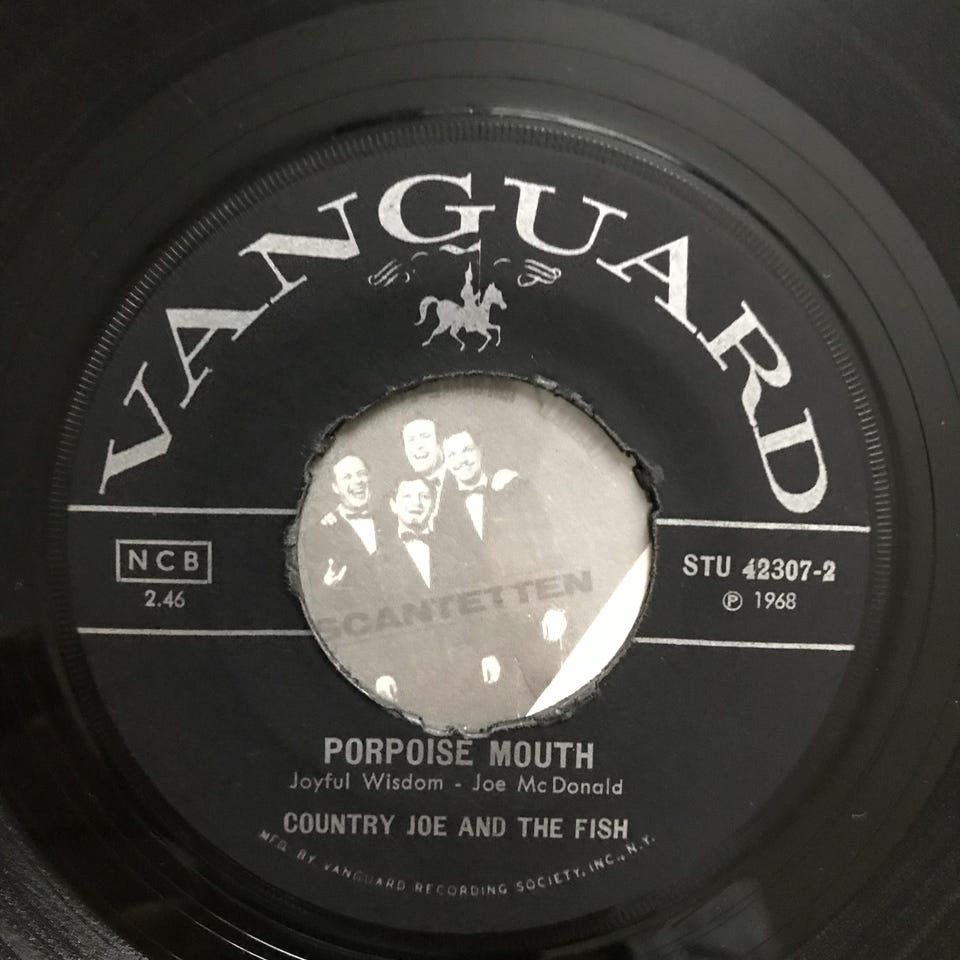 VANGUARD
NCB
2.46
STU 42307-2
℗ 1968
SCANTETTEN
PORPOISE MOUTH
Joyful Wisdom - Joe McDonald
COUNTRY JOE AND THE FISH
MFG. BY VANGUARD RECORDING SOCIETY, INC., N.Y.